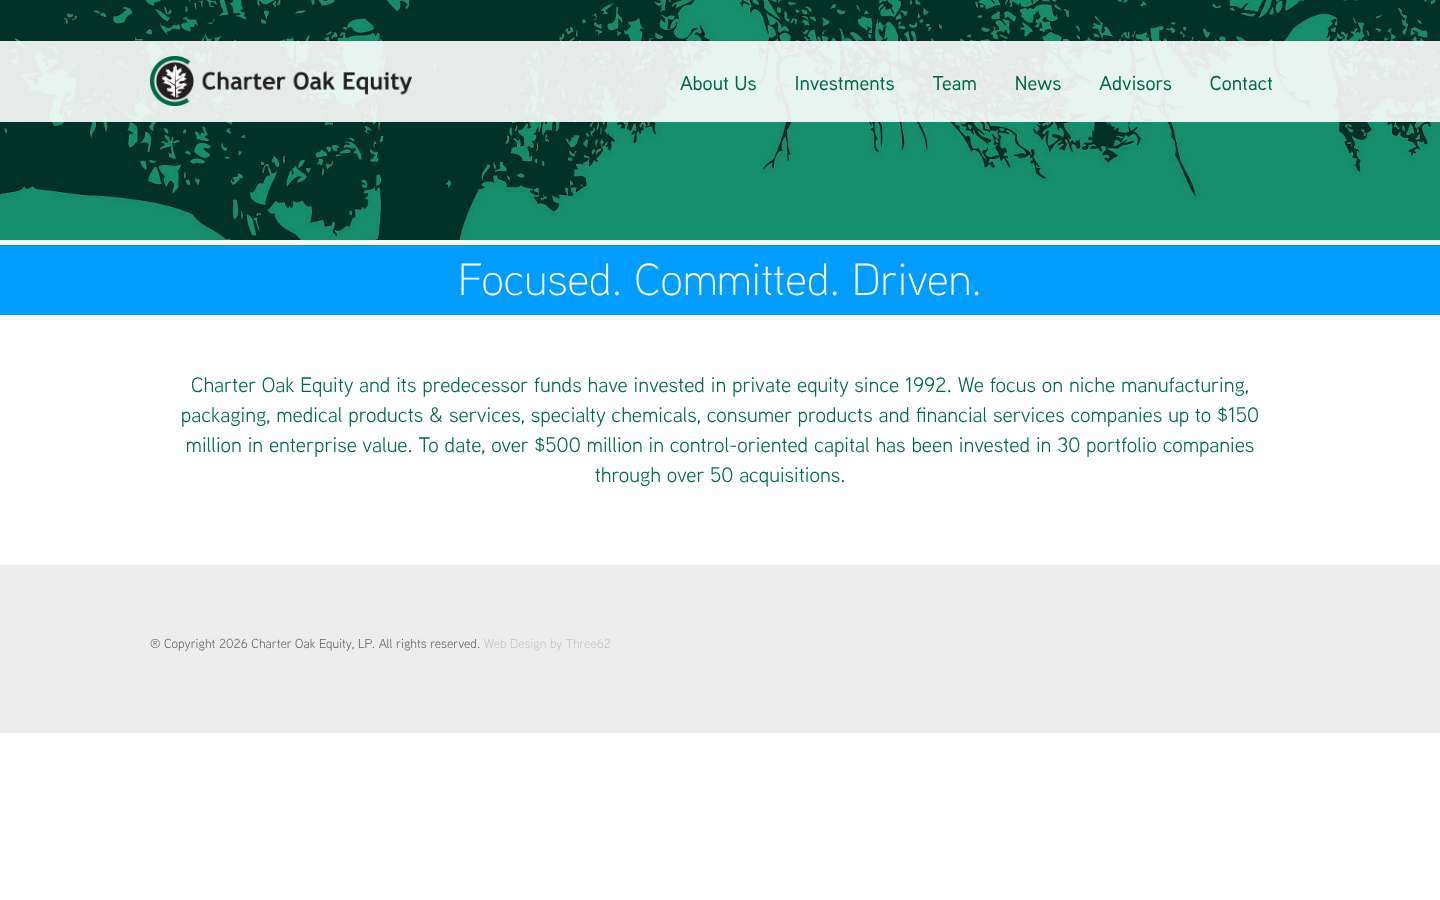 Charter Oak Equity
About Us Investments Team News Advisors Contact
Focused. Committed. Driven.
Charter Oak Equity and its predecessor funds have invested in private equity since 1992. We focus on niche manufacturing,
packaging, medical products & services, specialty chemicals, consumer products and financial services companies up to $150
million in enterprise value. To date, over $500 million in control-oriented capital has been invested in 30 portfolio companies
through over 50 acquisitions.
® Copyright 2026 Charter Oak Equity, LP. All rights reserved. Web Design by Three62